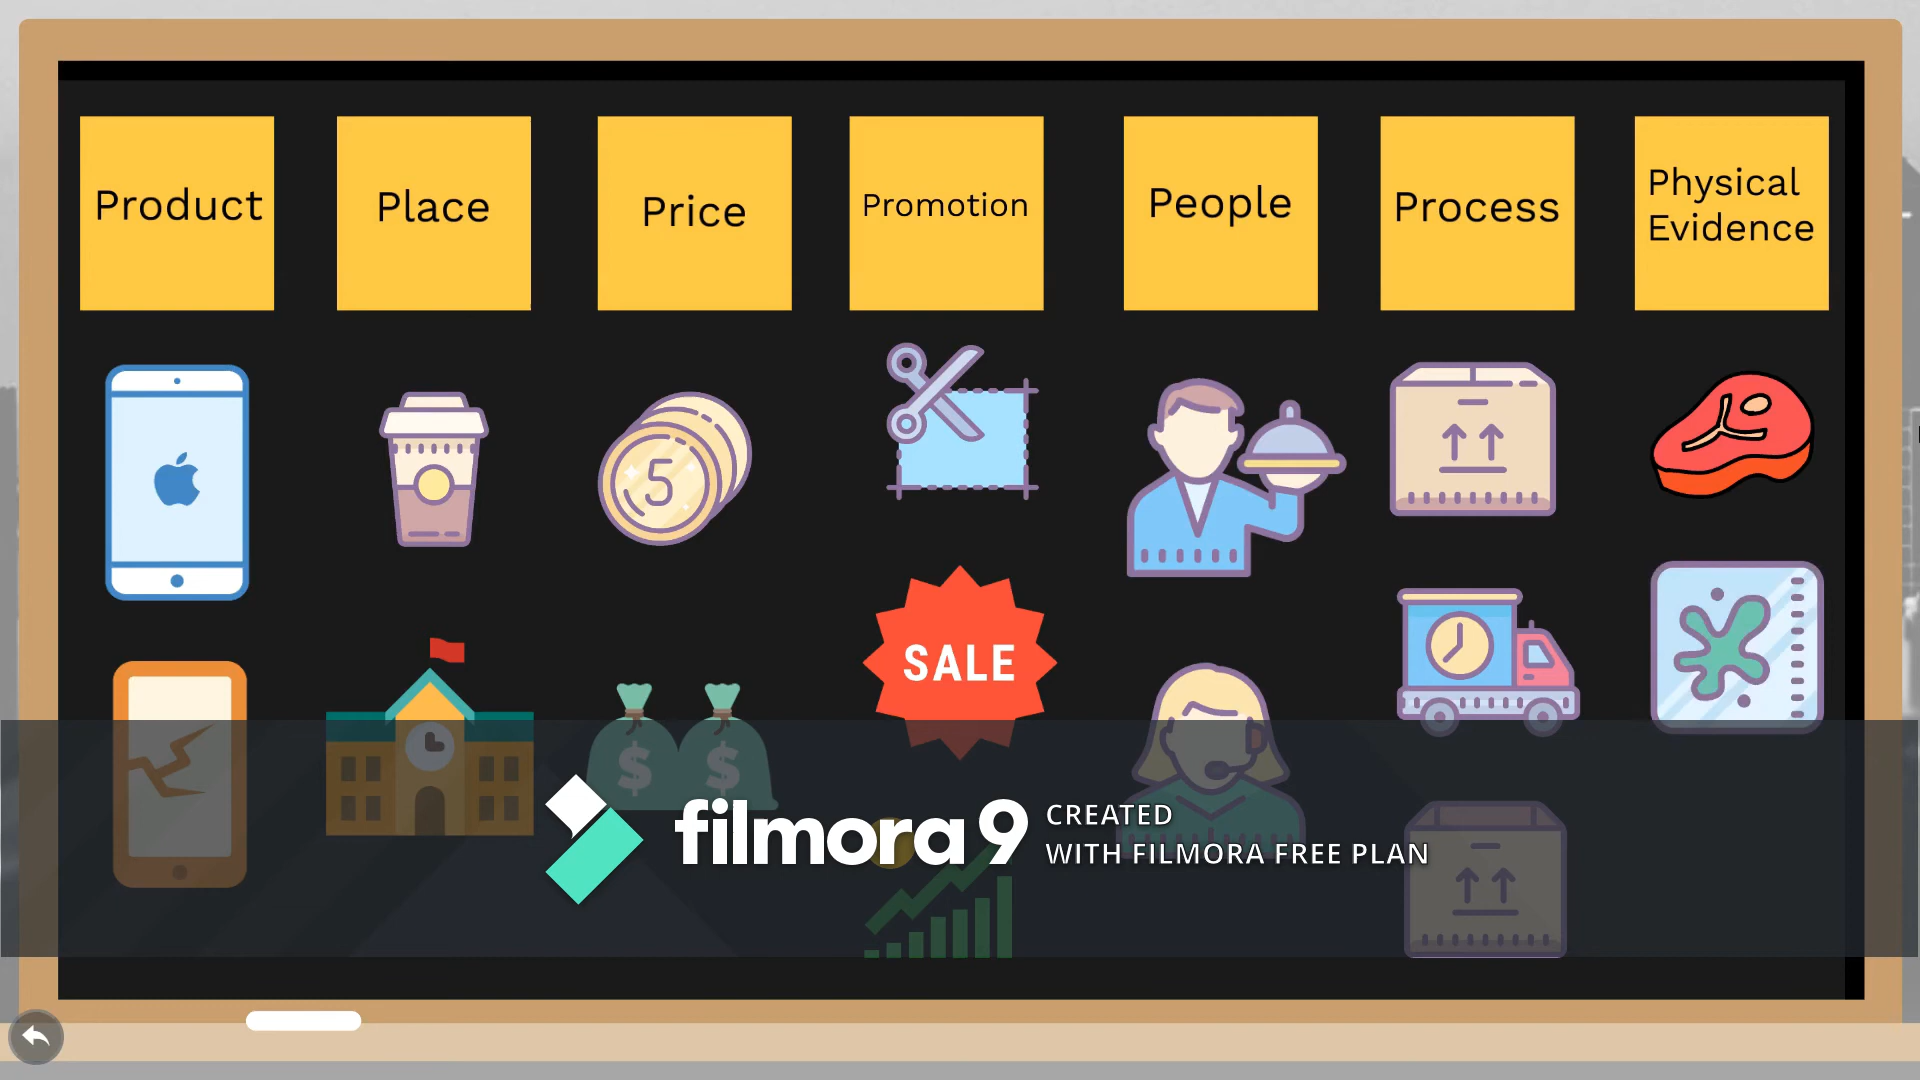 Product
Place
Price
Promotion
People
Process
Physical
Evidence
5
SALE
$ $
filmora9
CREATED
WITH FILMORA FREE PLAN